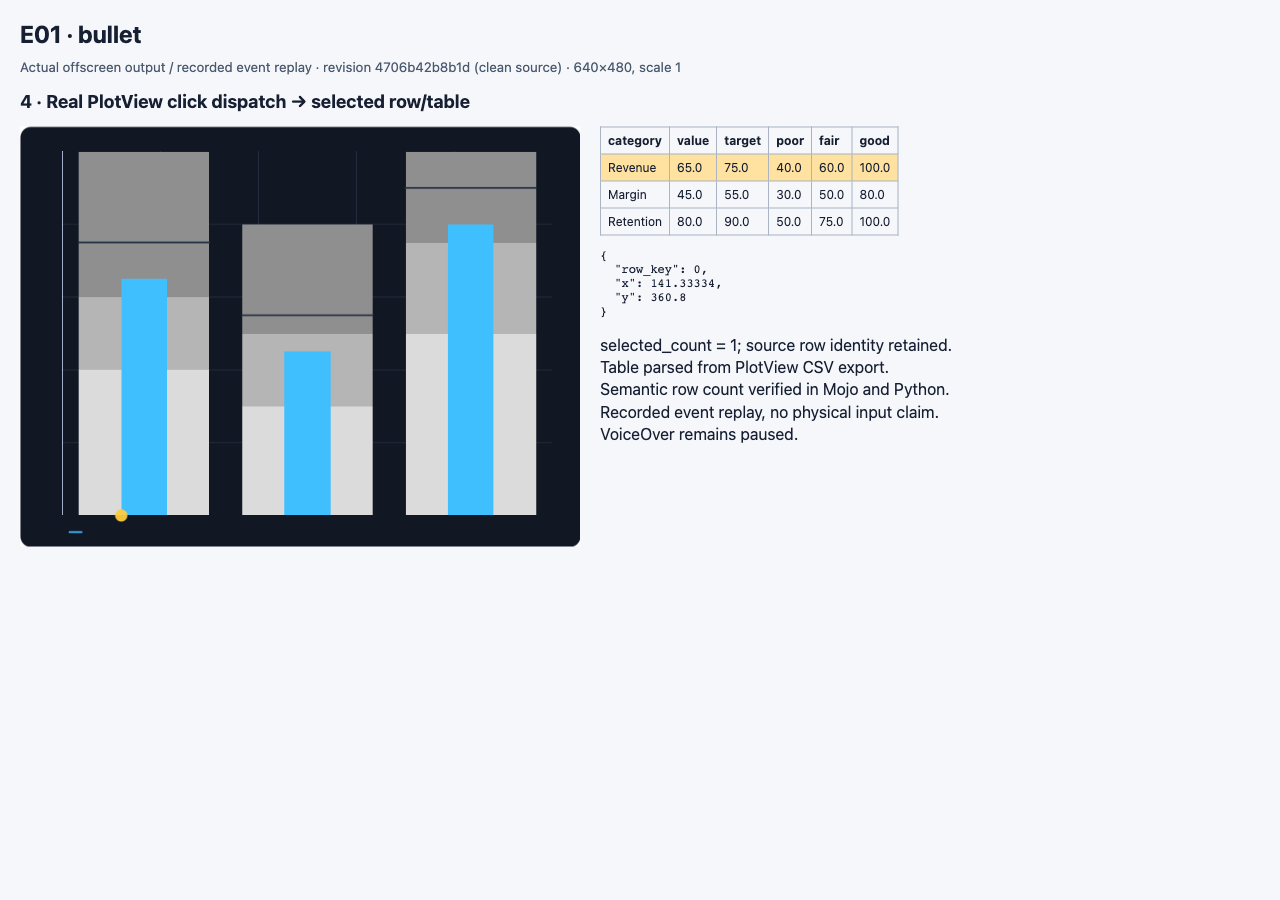 E01 · bullet
Actual offscreen output / recorded event replay · revision 4706b42b8b1d (clean source) · 640×480, scale 1
4 · Real PlotView click dispatch → selected row/table
category value target poor fair good
Revenue 65.0 75.0 40.0 60.0 100.0
Margin 45.0 55.0 30.0 50.0 80.0
Retention 80.0 90.0 50.0 75.0 100.0
{
"row_key": 0,
"x": 141.33334,
"y": 360.8
}
selected_count = 1; source row identity retained.
Table parsed from PlotView CSV export.
Semantic row count verified in Mojo and Python.
Recorded event replay, no physical input claim.
VoiceOver remains paused.